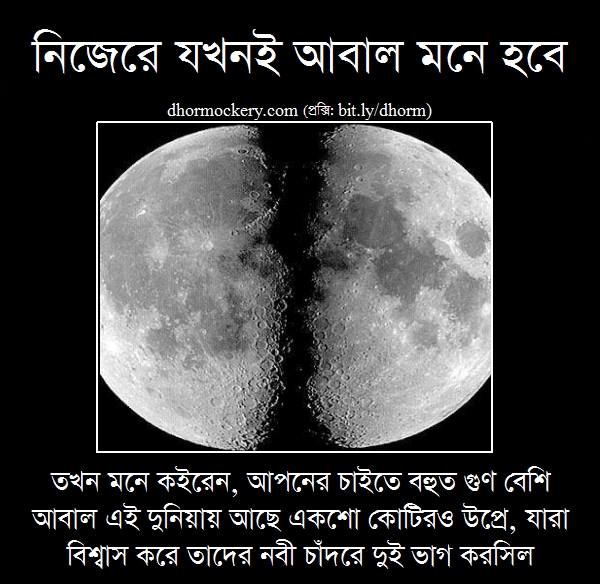 নিজেরে যখনই আবাল মনে হবে
dhormockery.com (প্রক্সি: bit.ly/dhorm)
তখন মনে কইরেন, আপনের চাইতে বহুত গুণ বেশি
আবাল এই দুনিয়ায় আছে একশো কোটিরও উপ্রে, যারা
বিশ্বাস করে তাদের নবী চাঁদরে দুই ভাগ করসিল